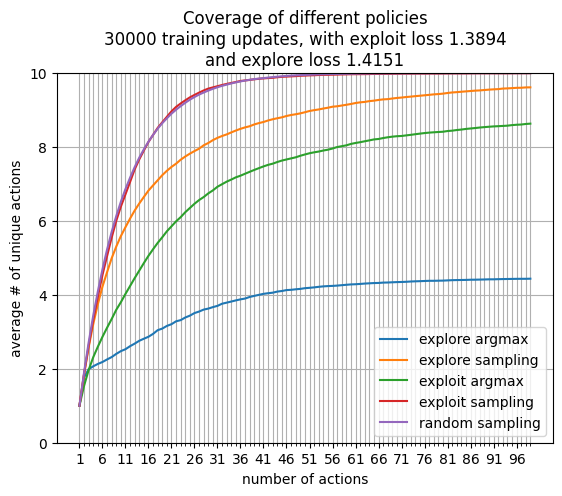 Coverage of different policies
30000 training updates, with exploit loss 1.3894
and explore loss 1.4151
average # of unique actions
10
8
6
4
2
0
explore argmax
explore sampling
exploit argmax
exploit sampling
random sampling
1 6 11 16 21 26 31 36 41 46 51 56 61 66 71 76 81 86 91 96
number of actions